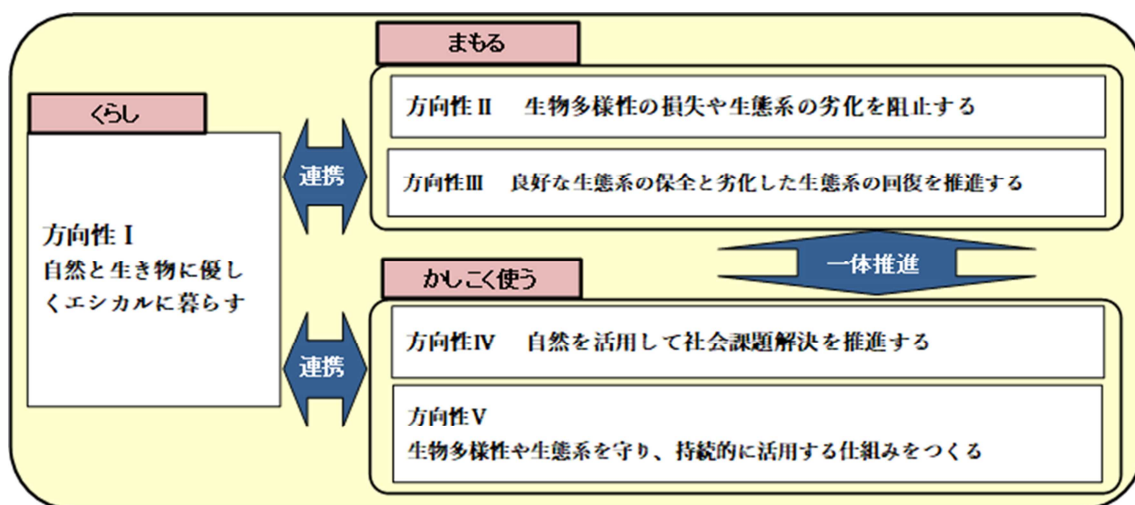 くらし
方向性Ⅰ
自然と生き物に優し
くエシカルに暮らす
連携
連携
まもる
方向性Ⅱ 生物多様性の損失や生態系の劣化を阻止する
方向性Ⅲ 良好な生態系の保全と劣化した生態系の回復を推進する
一体推進
かしこく使う
方向性Ⅳ 自然を活用して社会課題解決を推進する
方向性Ⅴ
生物多様性や生態系を守り、持続的に活用する仕組みをつくる